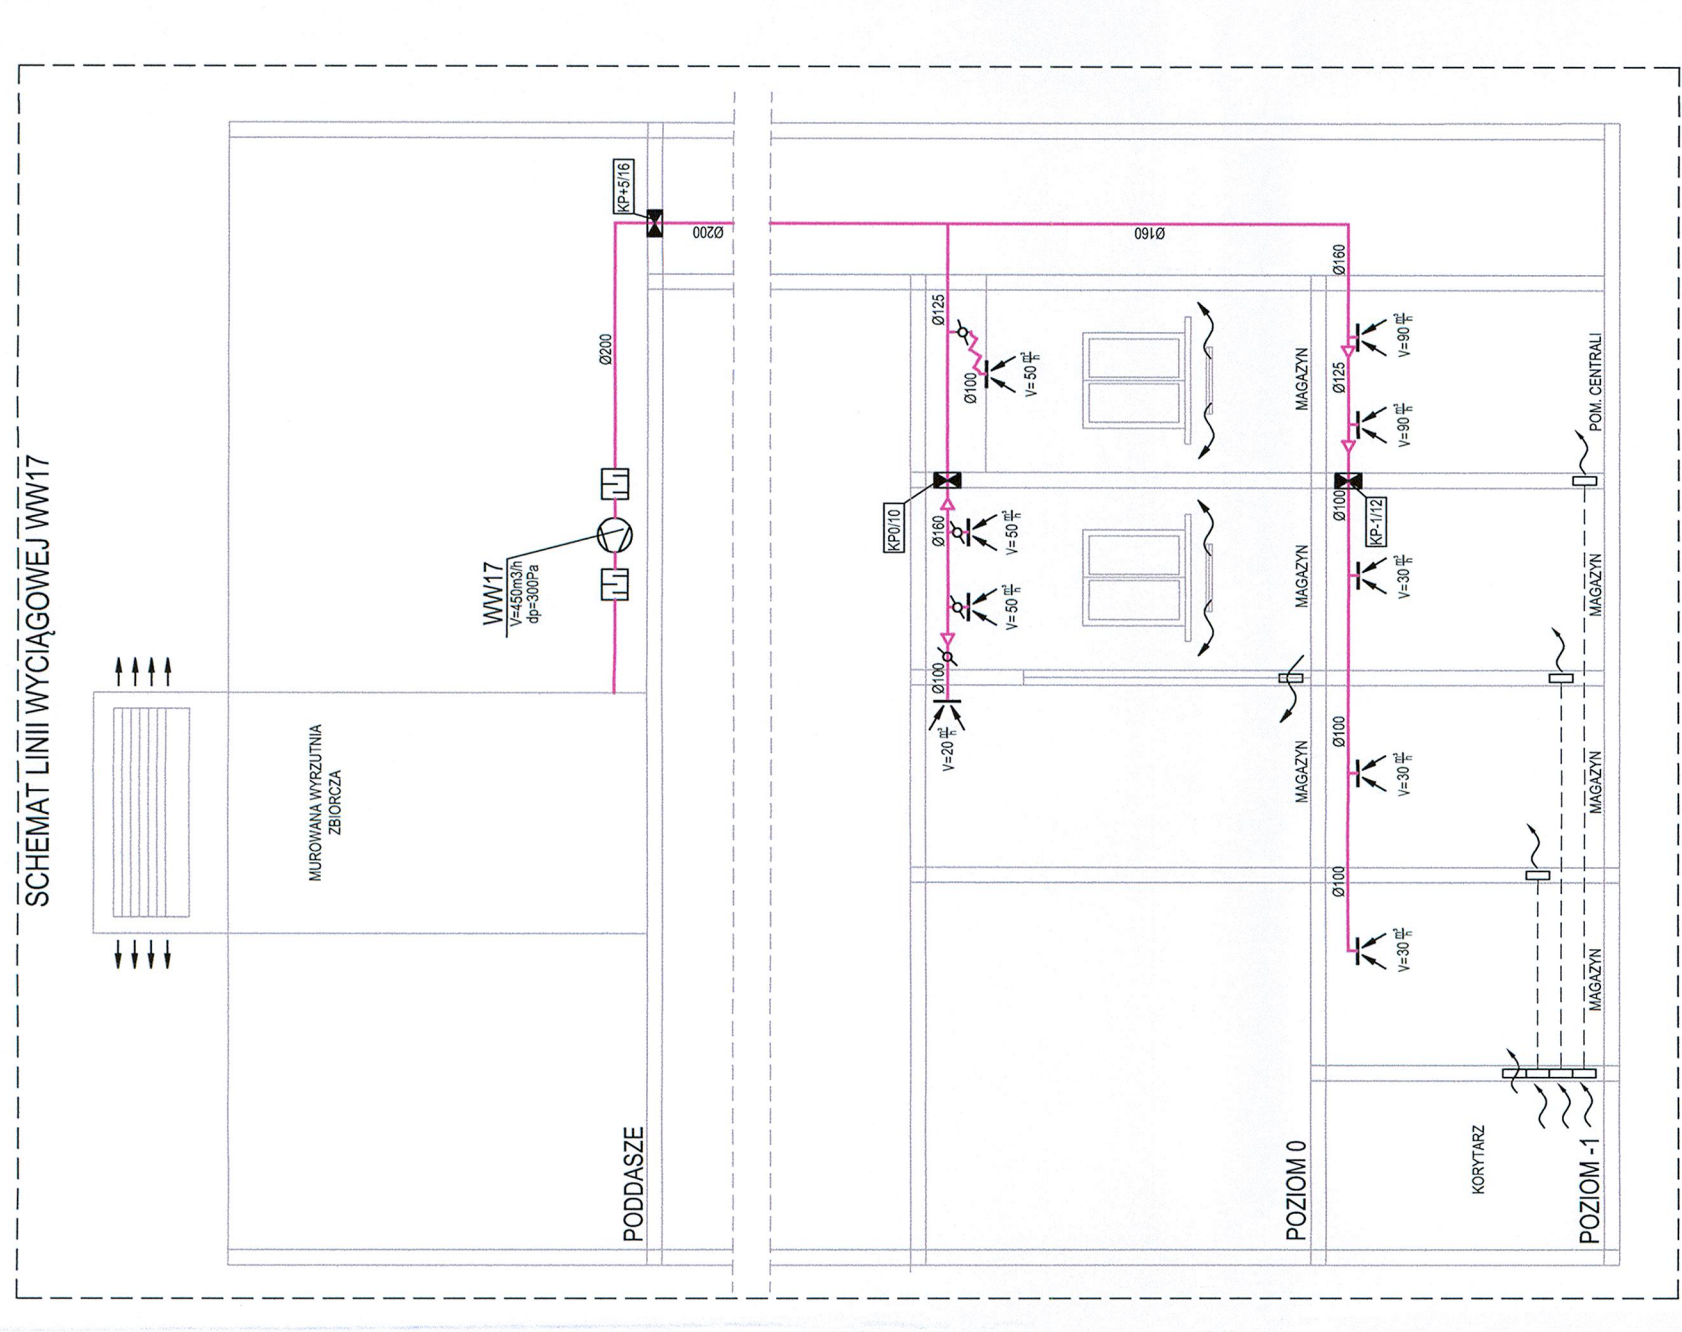 SCHEMAT LINII WYCIĄGOWEJ WW17
MUROWANA WYRZUTNIA
ZBIORCZA
WW17
V=450m3/h
dp=300Pa
Ø200
KP+5/16
PODDASZE
Ø200
Ø160
KP0/10
Ø100
Ø160
Ø125
V=20 m³/h
V= 50 m³/h
V= 50 m³/h
Ø100
V= 50 m³/h
POZIOM 0
MAGAZYN
MAGAZYN
MAGAZYN
Ø100
Ø100
Ø100
Ø125
Ø160
KP-1/12
V=30 m³/h
V=30 m³/h
V=30 m³/h
V=90 m³/h
V=90 m³/h
KORYTARZ
POZIOM -1
MAGAZYN
MAGAZYN
MAGAZYN
POM. CENTRALI